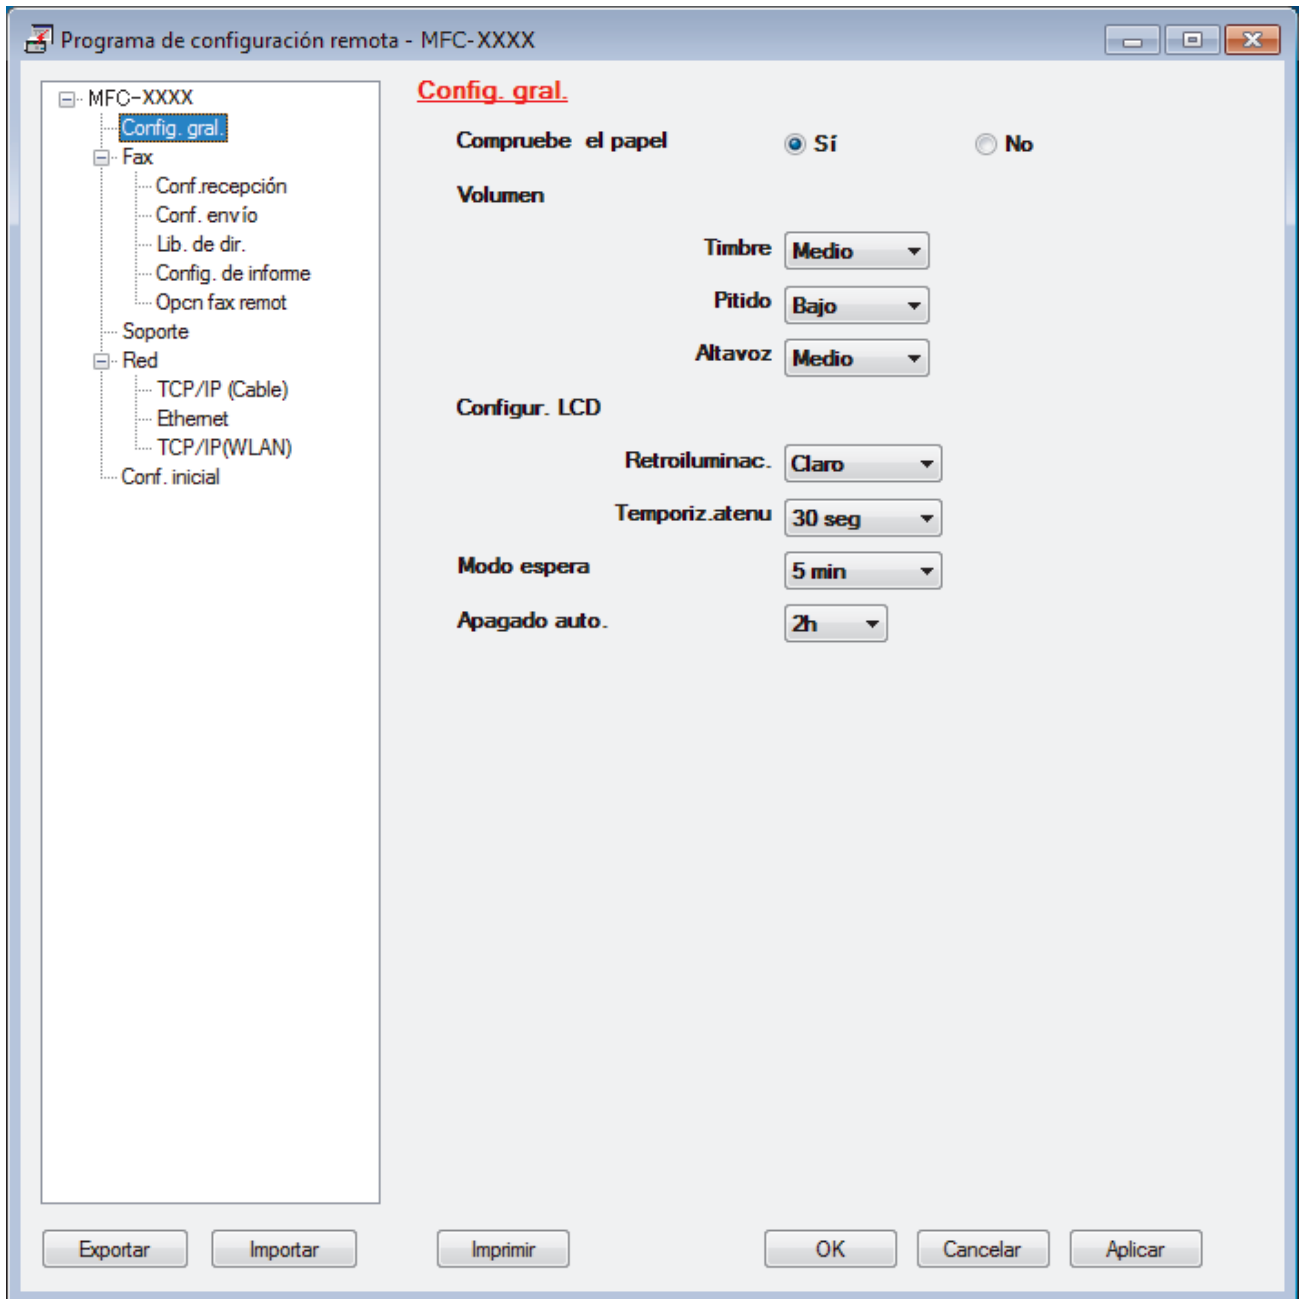 Programa de configuración remota - MFC-XXXX
MFC-XXXX
Config. gral.
Fax
Conf.recepción
Conf. envío
Lib. de dir.
Config. de informe
Opcn fax remot
Soporte
Red
TCP/IP (Cable)
Ethernet
TCP/IP(WLAN)
Conf. inicial
Config. gral.
Compruebe el papel Sí No
Volumen
Timbre Medio
Pitido Bajo
Altavoz Medio
Configur. LCD
Retroiluminac. Claro
Temporiz.atenu 30 seg
Modo espera 5 min
Apagado auto. 2h
Exportar Importar Imprimir OK Cancelar Aplicar